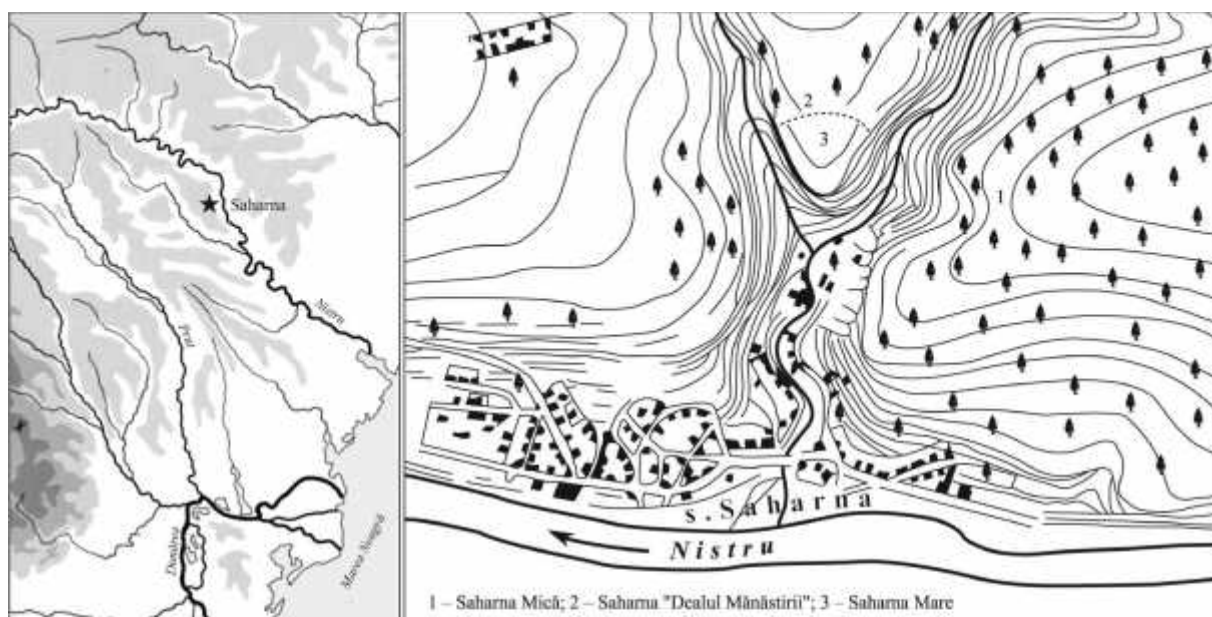 Saharna
Nistru
Prut
Dunărea
Marea Neagră
2
3
1
s. Saharna
Nistru
1 – Saharna Mică; 2 – Saharna "Dealul Mănăstirii"; 3 – Saharna Mare